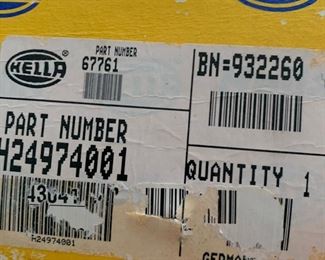 HELLA
PART NUMBER
67761
BN=932260
PART NUMBER
H24974001
QUANTITY 1
H24974001